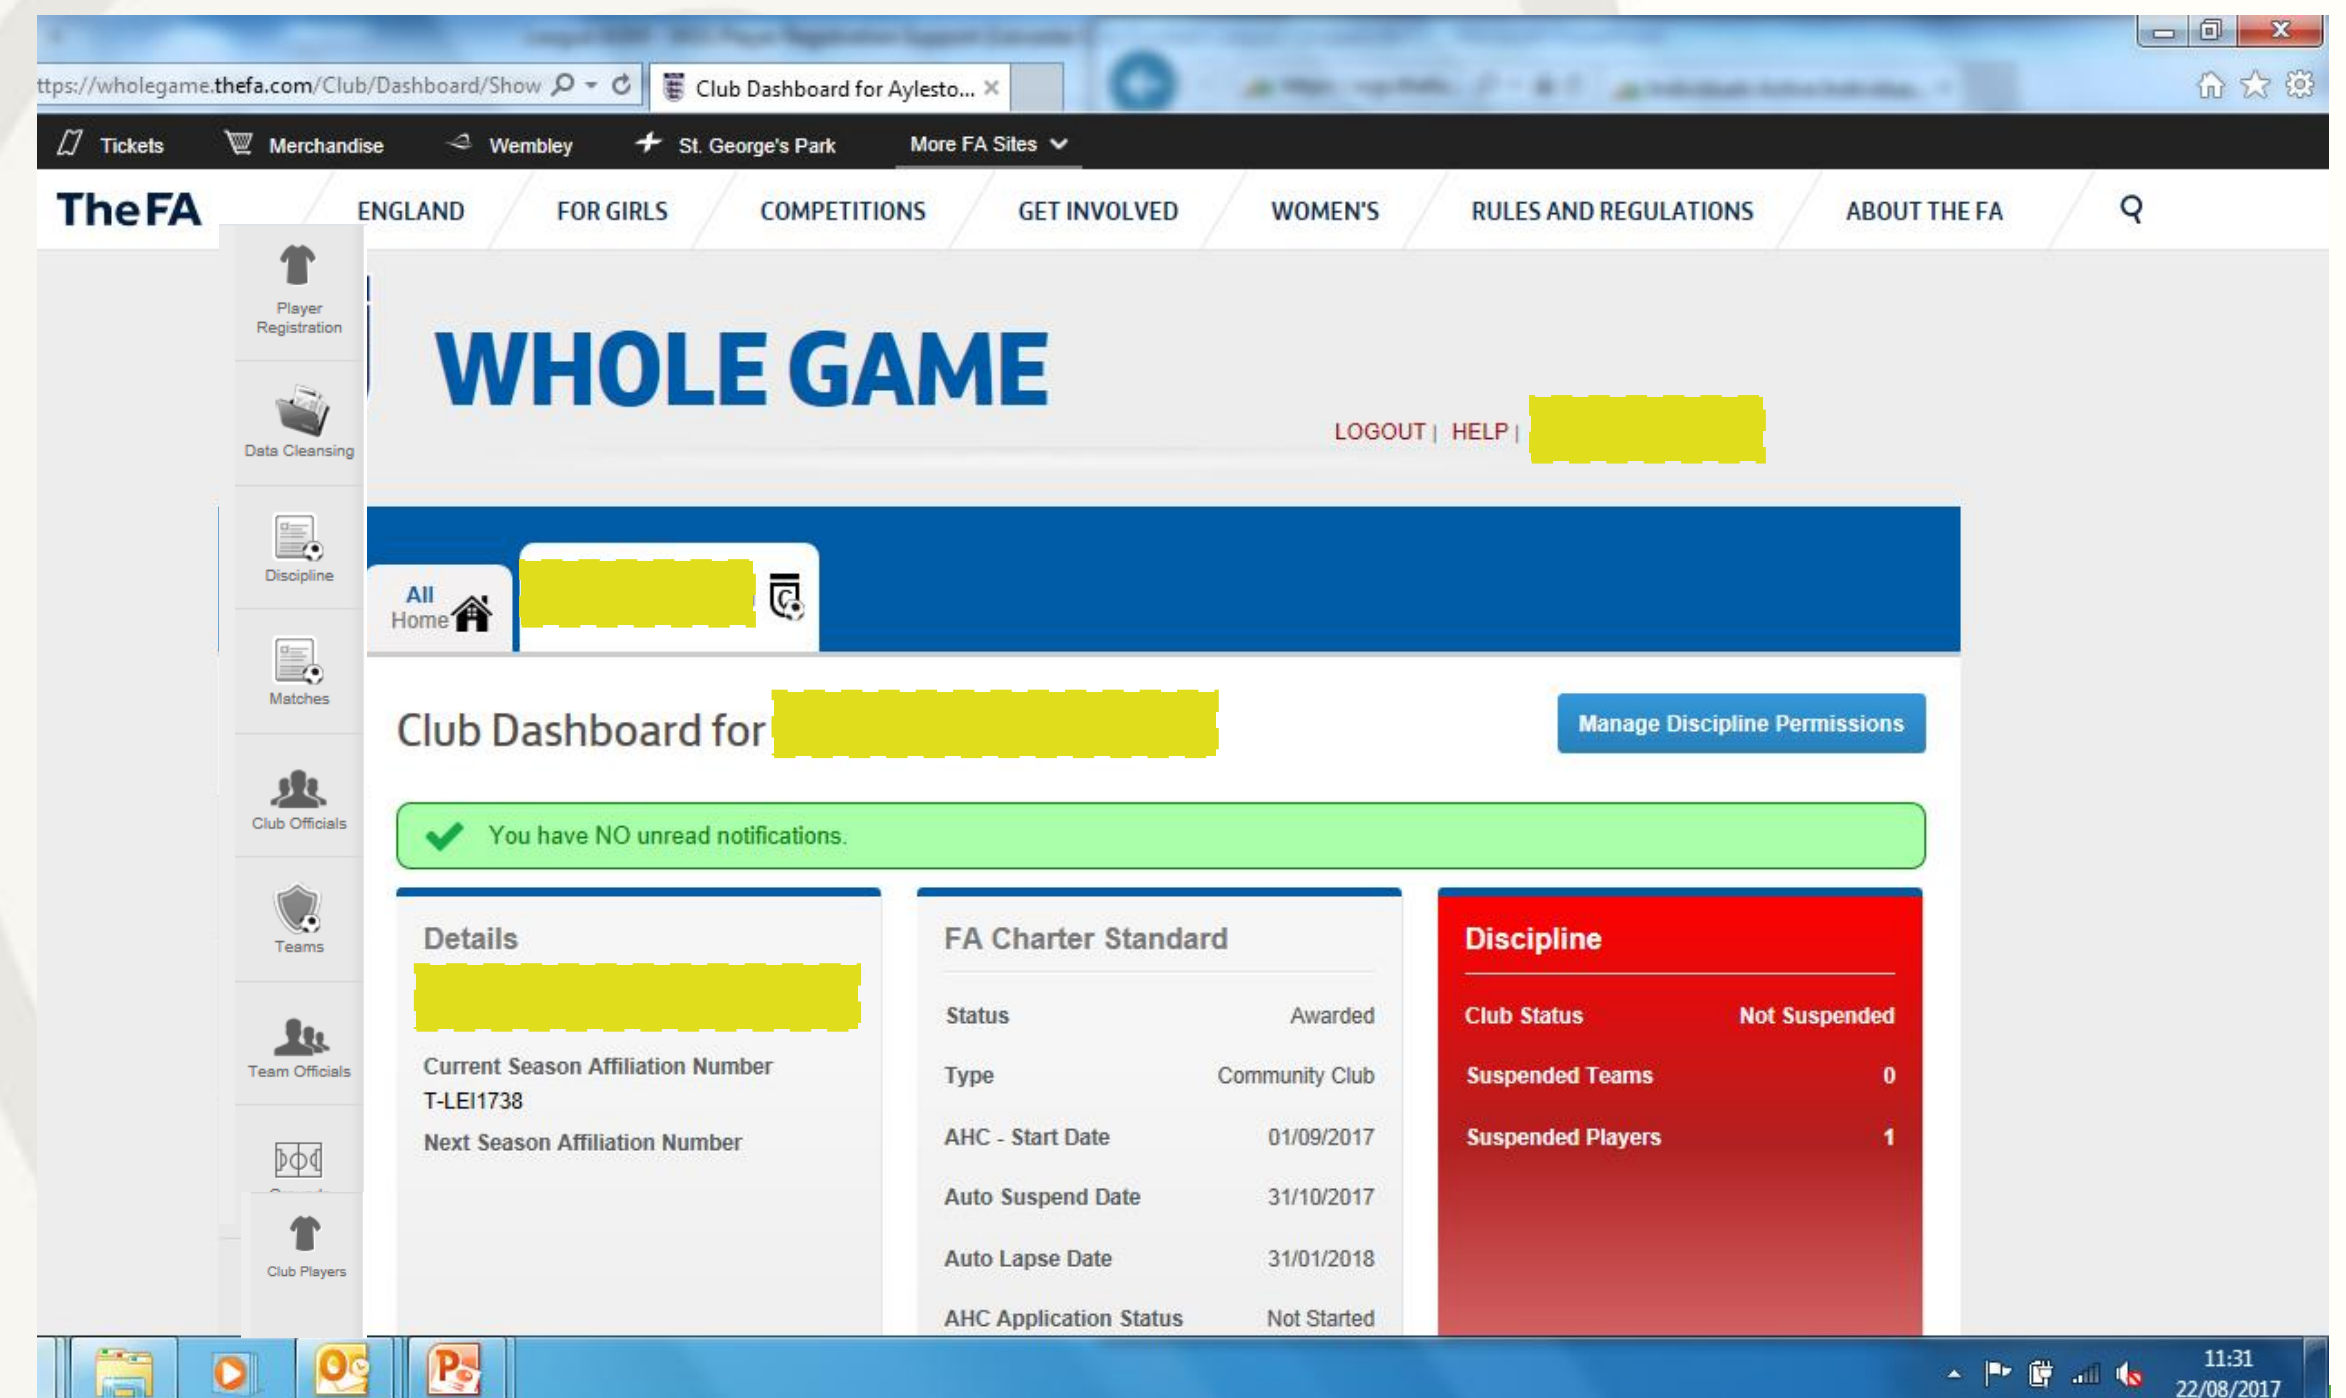 ttps://wholegame.thefa.com/Club/Dashboard/Show
Club Dashboard for Aylesto...
Tickets
Merchandise
Wembley
St. George's Park
More FA Sites
TheFA
ENGLAND
FOR GIRLS
COMPETITIONS
GET INVOLVED
WOMEN'S
RULES AND REGULATIONS
ABOUT THE FA
Player
Registration
Data Cleansing
Discipline
Matches
Club Officials
Teams
Team Officials
Club Players
WHOLE GAME
LOGOUT | HELP |
All
Home
Club Dashboard for
Manage Discipline Permissions
You have NO unread notifications.
Details
Current Season Affiliation Number
T-LEI1738
Next Season Affiliation Number
FA Charter Standard
Status Awarded
Type Community Club
AHC - Start Date 01/09/2017
Auto Suspend Date 31/10/2017
Auto Lapse Date 31/01/2018
AHC Application Status Not Started
Discipline
Club Status Not Suspended
Suspended Teams 0
Suspended Players 1
11:31
22/08/2017